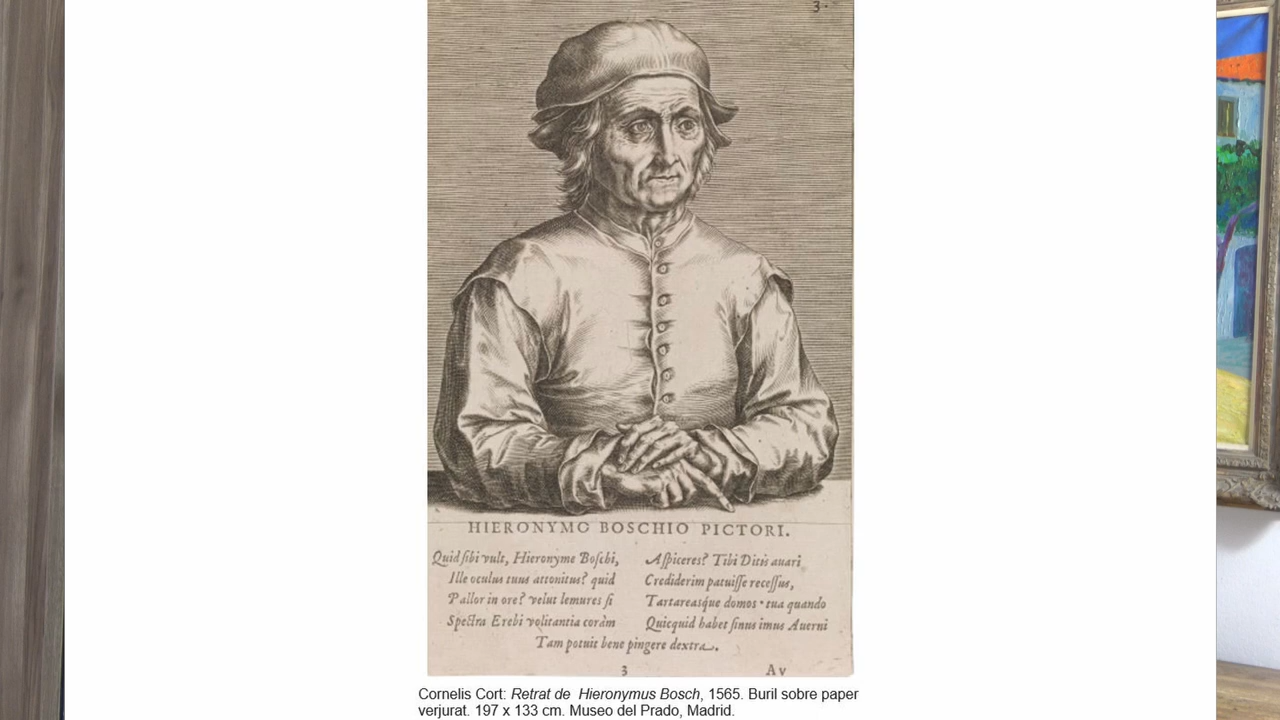 3.
HIERONYMO BOSCHIO PICTORI.
Quid sibi vult, Hieronyme Boschi,
Ille oculus tuus attonitus? quid
Pallor in ore? velut lemures si
Spectra Erebi volitantia coràm
Aspiceres? Tibi Ditis auari
Crediderim patuisse recessus,
Tartareasque domos tua quando
Quicquid habet sinus imus Auerni
Tam potuit bene pingere dextra.
3 Av
Cornelis Cort: Retrat de Hieronymus Bosch, 1565. Buril sobre paper
verjurat. 197 x 133 cm. Museo del Prado, Madrid.